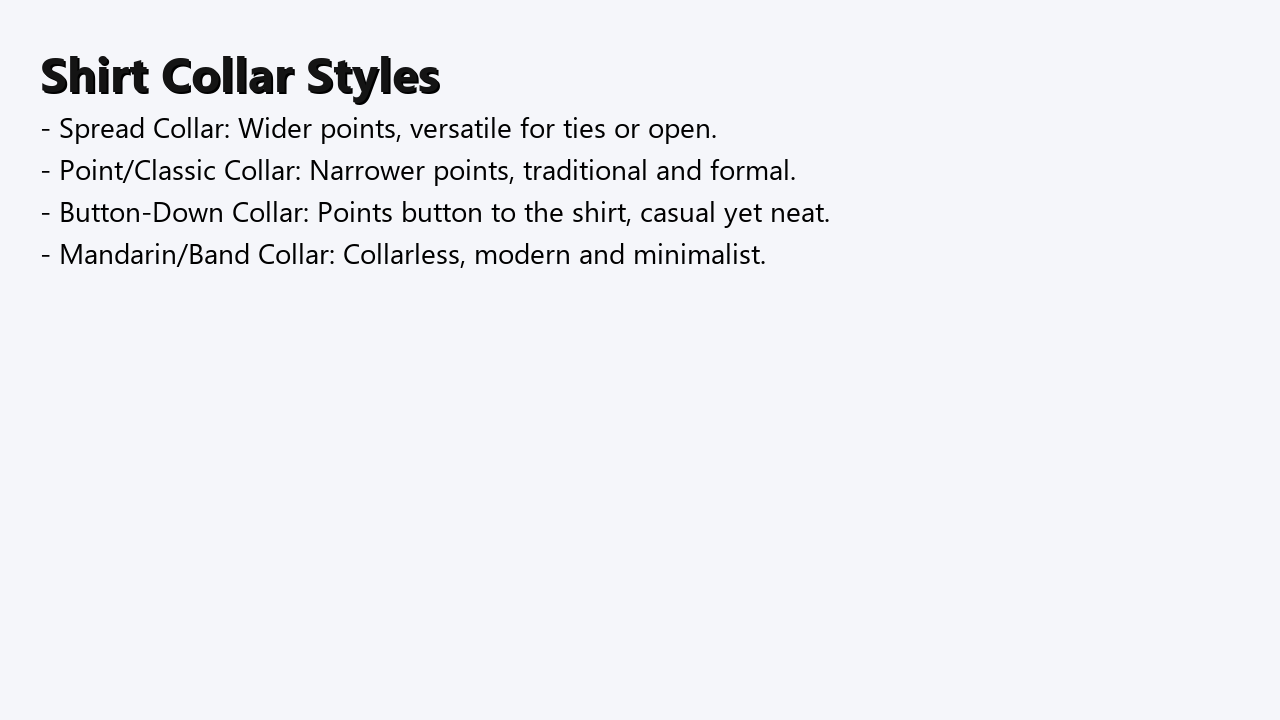 Shirt Collar Styles
- Spread Collar: Wider points, versatile for ties or open.
- Point/Classic Collar: Narrower points, traditional and formal.
- Button-Down Collar: Points button to the shirt, casual yet neat.
- Mandarin/Band Collar: Collarless, modern and minimalist.